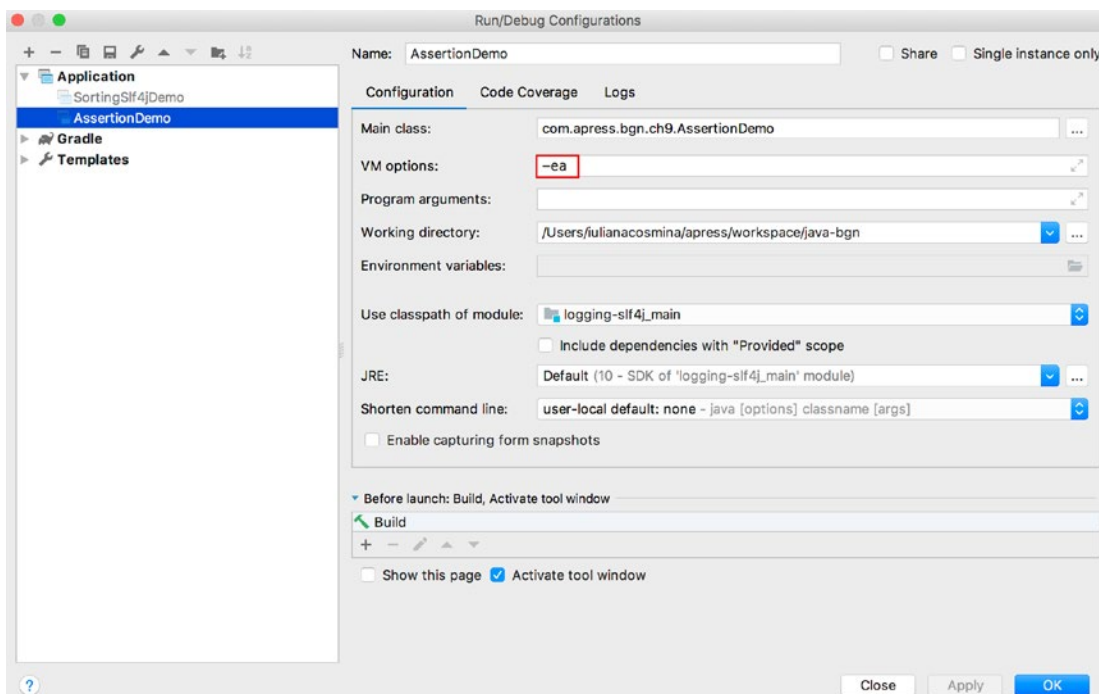 Run/Debug Configurations
Name: AssertionDemo Share Single instance only
Application
SortingSlf4jDemo
AssertionDemo
Gradle
Templates
Configuration Code Coverage Logs
Main class: com.apress.bgn.ch9.AssertionDemo ...
VM options: -ea
Program arguments:
Working directory: /Users/iulianacosmina/apress/workspace/java-bgn ...
Environment variables:
Use classpath of module: logging-slf4j_main
Include dependencies with "Provided" scope
JRE: Default (10 - SDK of 'logging-slf4j_main' module) ...
Shorten command line: user-local default: none - java [options] classname [args]
Enable capturing form snapshots
Before launch: Build, Activate tool window
Build
Show this page Activate tool window
? Close Apply OK